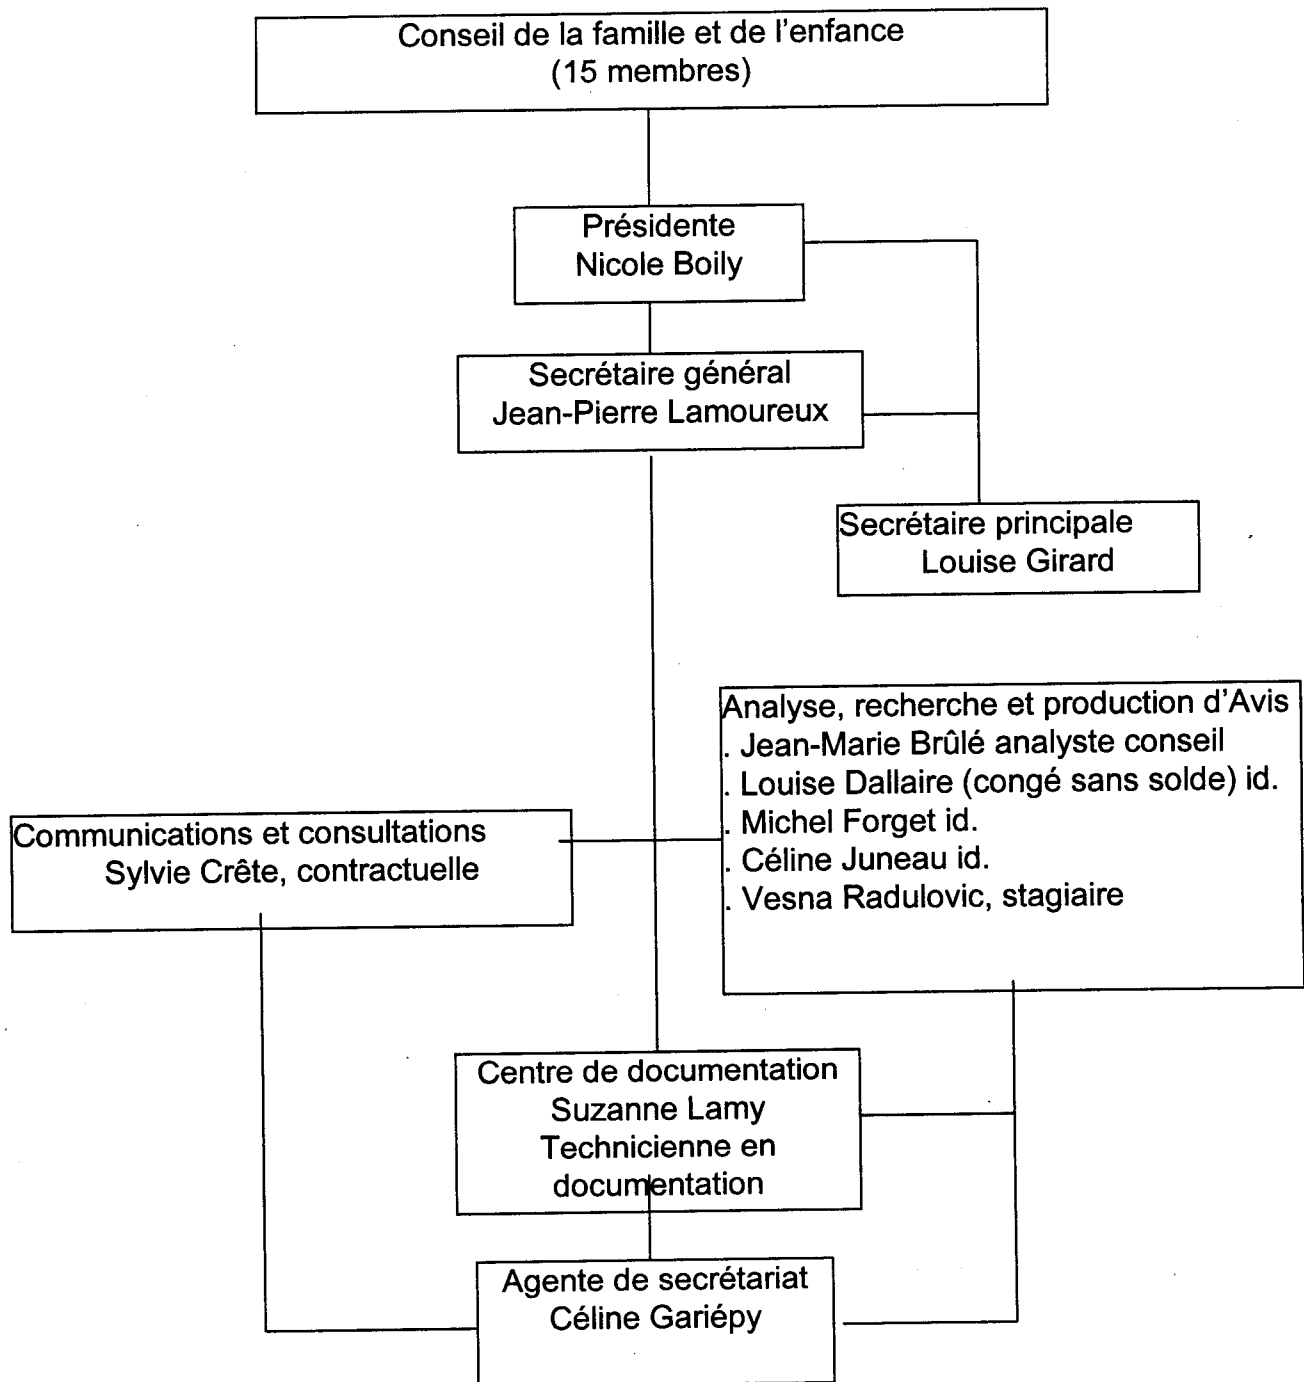 Conseil de la famille et de l'enfance
(15 membres)
Présidente
Nicole Boily
Secrétaire général
Jean-Pierre Lamoureux
Secrétaire principale
Louise Girard
Analyse, recherche et production d'Avis
. Jean-Marie Brûlé analyste conseil
. Louise Dallaire (congé sans solde) id.
. Michel Forget id.
. Céline Juneau id.
. Vesna Radulovic, stagiaire
Communications et consultations
Sylvie Crête, contractuelle
Centre de documentation
Suzanne Lamy
Technicienne en
documentation
Agente de secrétariat
Céline Gariépy